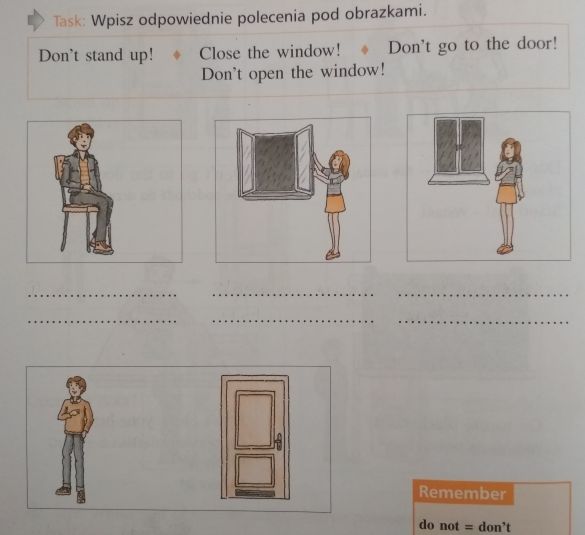 Task: Wpisz odpowiednie polecenia pod obrazkami.
Don't stand up! ♦ Close the window! ♦ Don't go to the door!
Don't open the window!
Remember
do not = don't